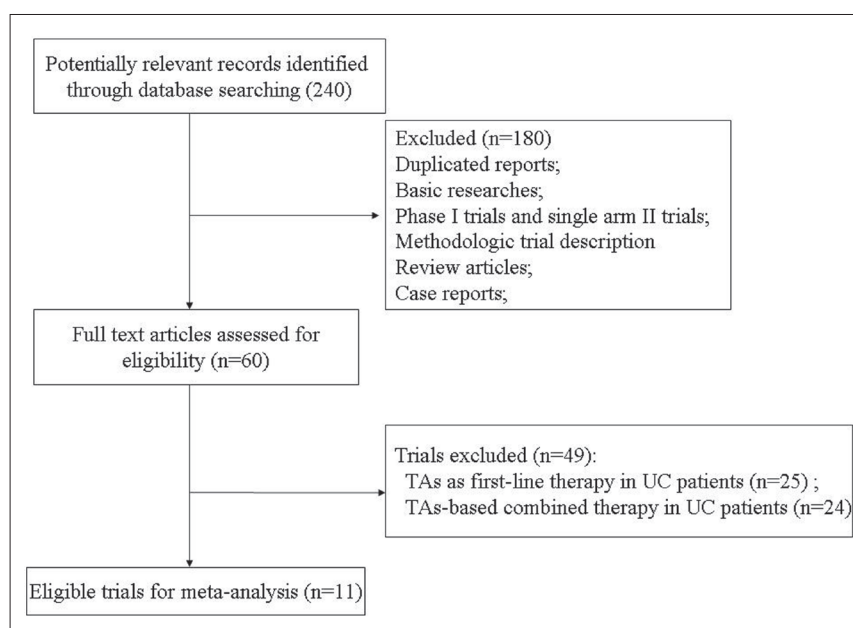 Potentially relevant records identified
through database searching (240)
Excluded (n=180)
Duplicated reports;
Basic researches;
Phase I trials and single arm II trials;
Methodologic trial description
Review articles;
Case reports;
Full text articles assessed for
eligibility (n=60)
Trials excluded (n=49):
TAs as first-line therapy in UC patients (n=25) ;
TAs-based combined therapy in UC patients (n=24)
Eligible trials for meta-analysis (n=11)